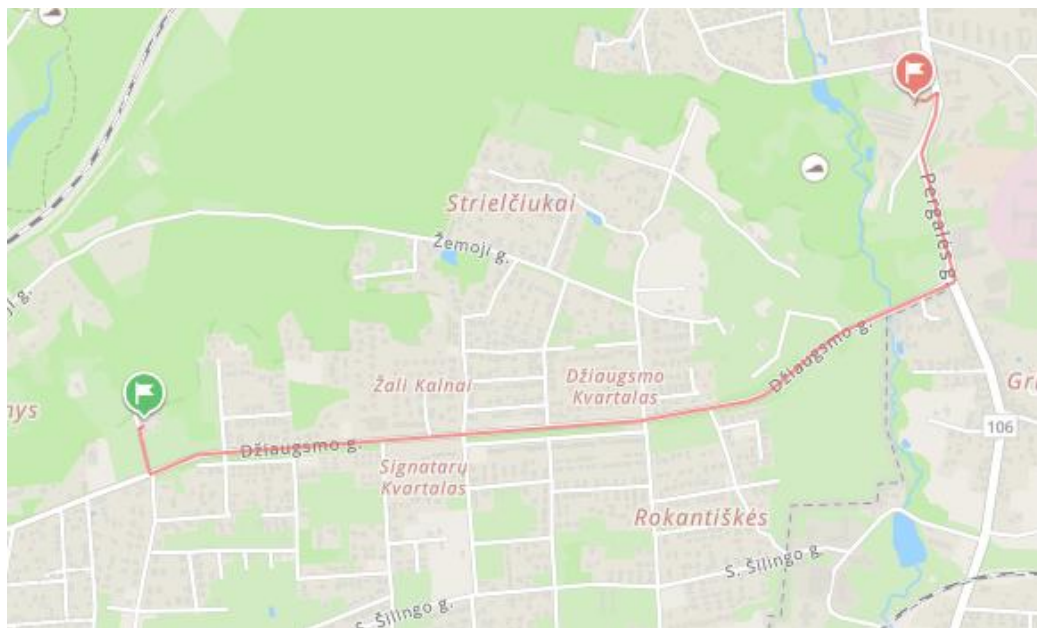 Strielčiukai
Pergalės g.
Žemoji g.
Žali Kalnai
Džiaugsmo
Kvartalas
Džiaugsmo g.
Džiaugsmo g.
Signatarų
Kvartalas
106
Rokantiškės
S. Šilingo g.
S. Šilingo g.